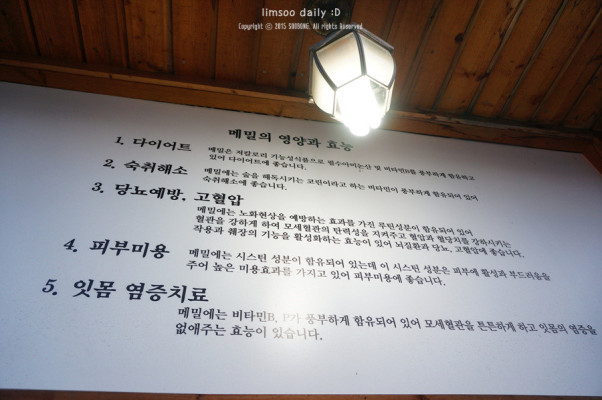 limsoo daily :D
Copyright ⓒ 2015 SOOBONG. All rights Reserved
메밀의 영양과 효능
1. 다이어트
메밀은 저칼로리 기능성식품으로 필수아미노산 및 비타민B를 풍부하게 함유하고
있어 다이어트에 좋습니다.
2. 숙취해소
메밀에는 술을 해독시키는 코린이라고 하는 비타민이 풍부하게 함유되어 있어
숙취해소에 좋습니다.
3. 당뇨예방, 고혈압
메밀에는 노화현상을 예방하는 효과를 가진 루틴성분이 함유되어 있어
혈관을 강하게 하여 모세혈관의 탄력성을 지켜주고 혈압과 혈당치를 강하시키는
작용과 췌장의 기능을 활성화하는 효능이 있어 뇌질환과 당뇨, 고혈압에 좋습니다.
4. 피부미용
메밀에는 시스틴 성분이 함유되어 있는데 이 시스틴 성분은 피부에 활성과 부드러움을
주어 높은 미용효과를 가지고 있어 피부미용에 좋습니다.
5. 잇몸 염증치료
메밀에는 비타민B, P가 풍부하게 함유되어 있어 모세혈관을 튼튼하게 하고 잇몸의 염증을
없애주는 효능이 있습니다.